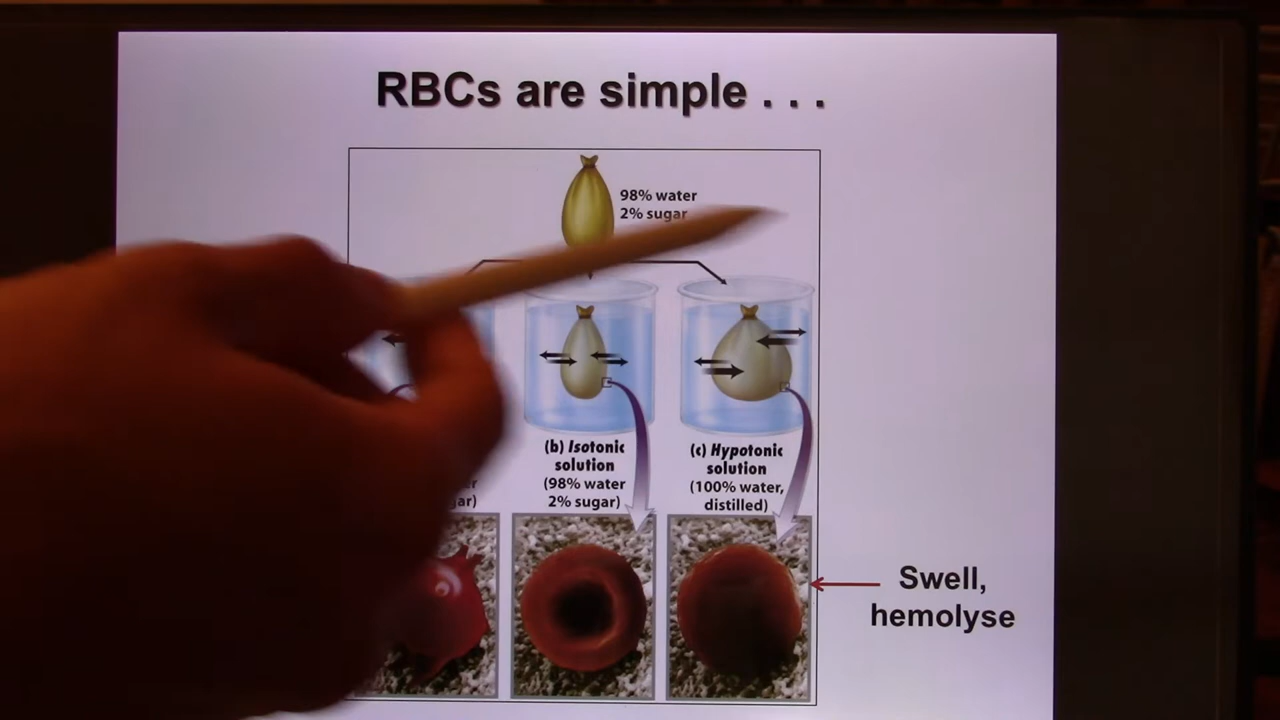 RBCs are simple . . .
98% water
2% sugar
(b) Isotonic
solution
(98% water
2% sugar)
(c) Hypotonic
solution
(100% water,
distilled)
Swell,
hemolyse